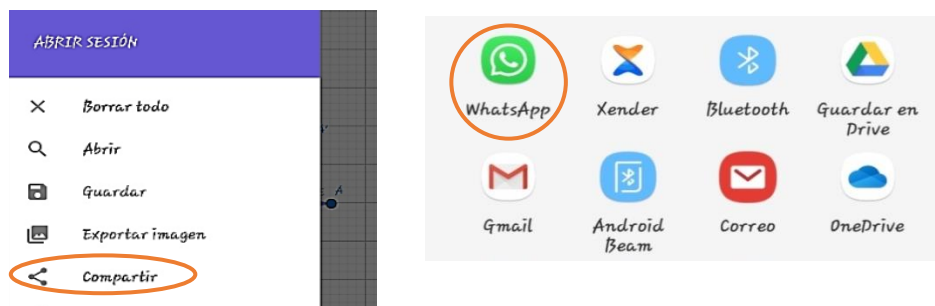 ABRIR SESIÓN
Borrar todo
Abrir
Guardar
A
Exportar imagen
Compartir
WhatsApp Xender Bluetooth Guardar en
Drive
Gmail Android Correo OneDrive
Beam